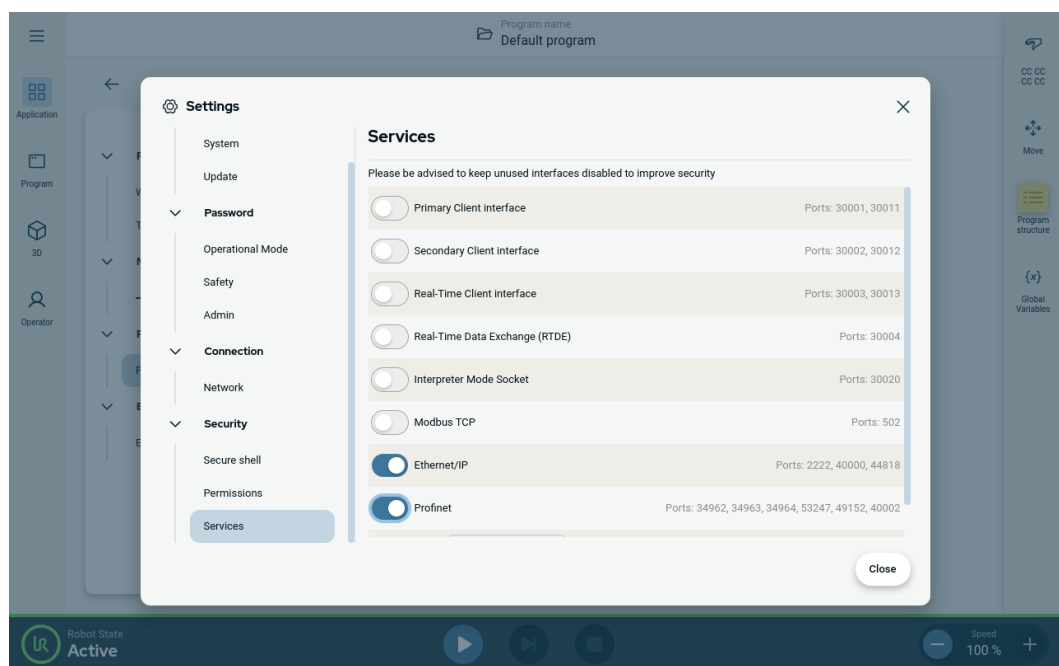 Program name
Default program
Application
Program
3D
Operator
Settings
System
Update
Password
Operational Mode
Safety
Admin
Connection
Network
Security
Secure shell
Permissions
Services
Services
Please be advised to keep unused interfaces disabled to improve security
Primary Client interface Ports: 30001, 30011
Secondary Client interface Ports: 30002, 30012
Real-Time Client interface Ports: 30003, 30013
Real-Time Data Exchange (RTDE) Ports: 30004
Interpreter Mode Socket Ports: 30020
Modbus TCP Ports: 502
Ethernet/IP Ports: 2222, 40000, 44818
Profinet Ports: 34962, 34963, 34964, 53247, 49152, 40002
Close
CC CC
CC CC
Move
Program
structure
{x}
Global
Variables
UR
Robot State
Active
Speed
100 %